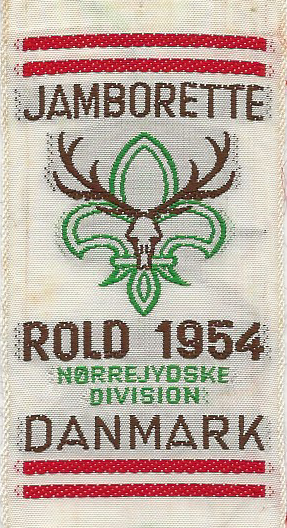 JAMBORETTE
ROLD 1954
NØRREJYDSKE
DIVISION
DANMARK